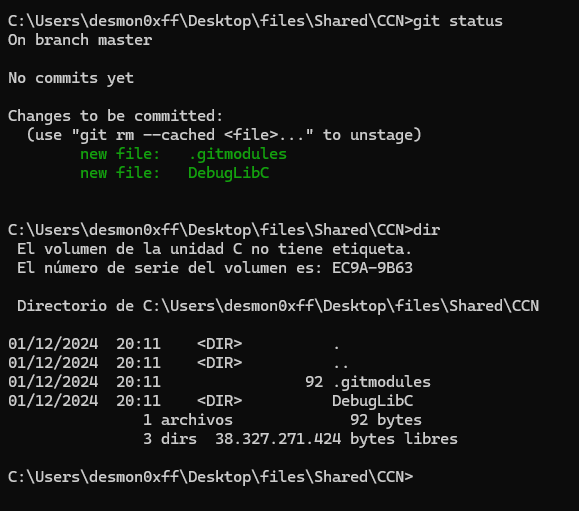 C:\Users\desmon0xff\Desktop\files\Shared\CCN>git status
On branch master
No commits yet
Changes to be committed:
  (use "git rm --cached <file>..." to unstage)
        new file:   .gitmodules
        new file:   DebugLibC
C:\Users\desmon0xff\Desktop\files\Shared\CCN>dir
 El volumen de la unidad C no tiene etiqueta.
 El número de serie del volumen es: EC9A-9B63
 Directorio de C:\Users\desmon0xff\Desktop\files\Shared\CCN
01/12/2024  20:11    <DIR>          .
01/12/2024  20:11    <DIR>          ..
01/12/2024  20:11                92 .gitmodules
01/12/2024  20:11    <DIR>          DebugLibC
               1 archivos             92 bytes
               3 dirs  38.327.271.424 bytes libres
C:\Users\desmon0xff\Desktop\files\Shared\CCN>